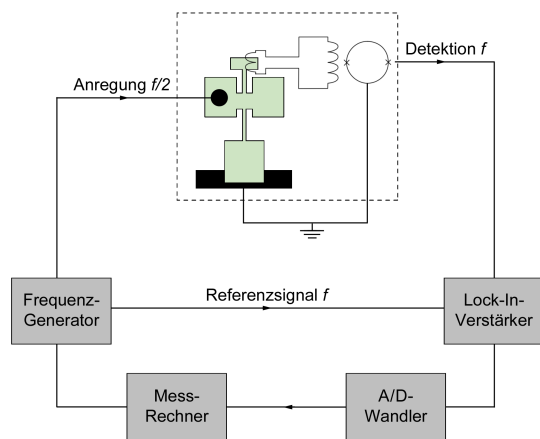 Detektion f
Anregung f/2
Frequenz-
Generator
Referenzsignal f
Lock-In-
Verstärker
Mess-
Rechner
A/D-
Wandler